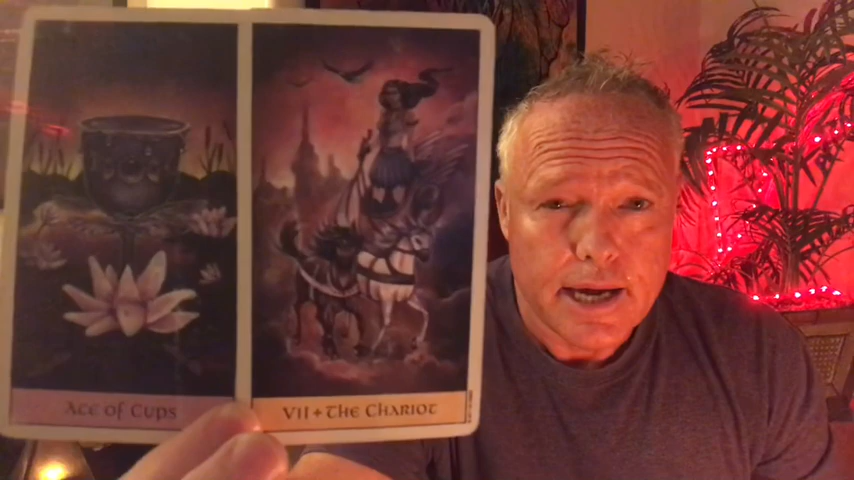 Ace of Cups
VII + The Chariot